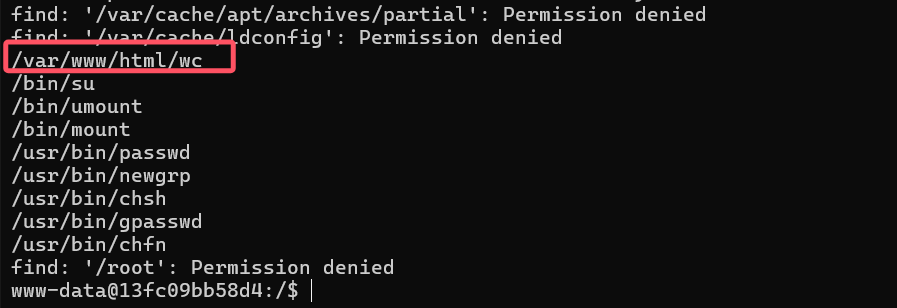 find: '/var/cache/apt/archives/partial': Permission denied
find: '/var/cache/ldconfig': Permission denied
/var/www/html/wc
/bin/su
/bin/umount
/bin/mount
/usr/bin/passwd
/usr/bin/newgrp
/usr/bin/chsh
/usr/bin/gpasswd
/usr/bin/chfn
find: '/root': Permission denied
www-data@13fc09bb58d4:/$